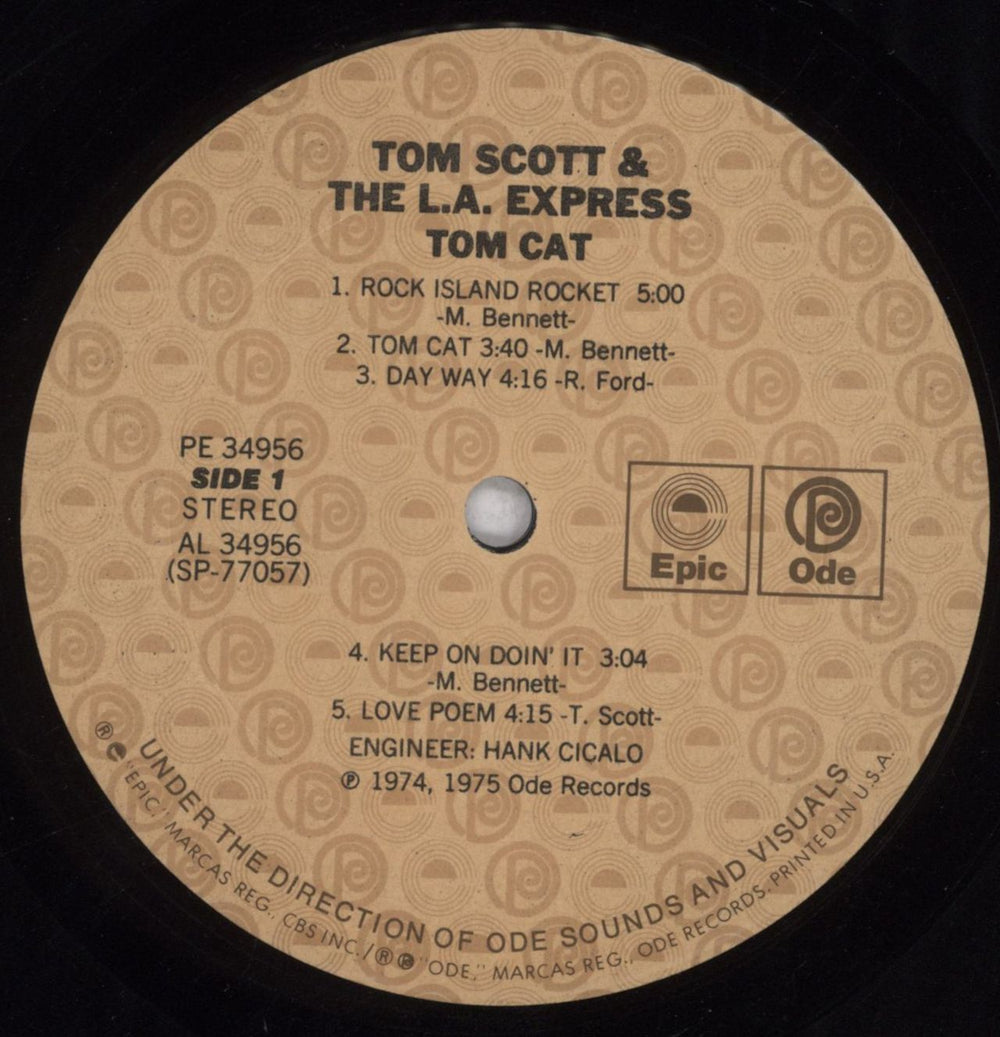 TOM SCOTT &
THE L.A. EXPRESS
TOM CAT
1. ROCK ISLAND ROCKET 5:00
-M. Bennett-
2. TOM CAT 3:40 -M. Bennett-
3. DAY WAY 4:16 -R. Ford-
PE 34956
SIDE 1
STEREO
AL 34956
(SP-77057)
Epic
Ode
4. KEEP ON DOIN' IT 3:04
-M. Bennett-
5. LOVE POEM 4:15 -T. Scott-
ENGINEER: HANK CICALO
℗ 1974, 1975 Ode Records
UNDER THE DIRECTION OF ODE SOUNDS AND VISUALS
® "EPIC," MARCAS REG., CBS INC./® "ODE," MARCAS REG., ODE RECORDS. PRINTED IN U.S.A.